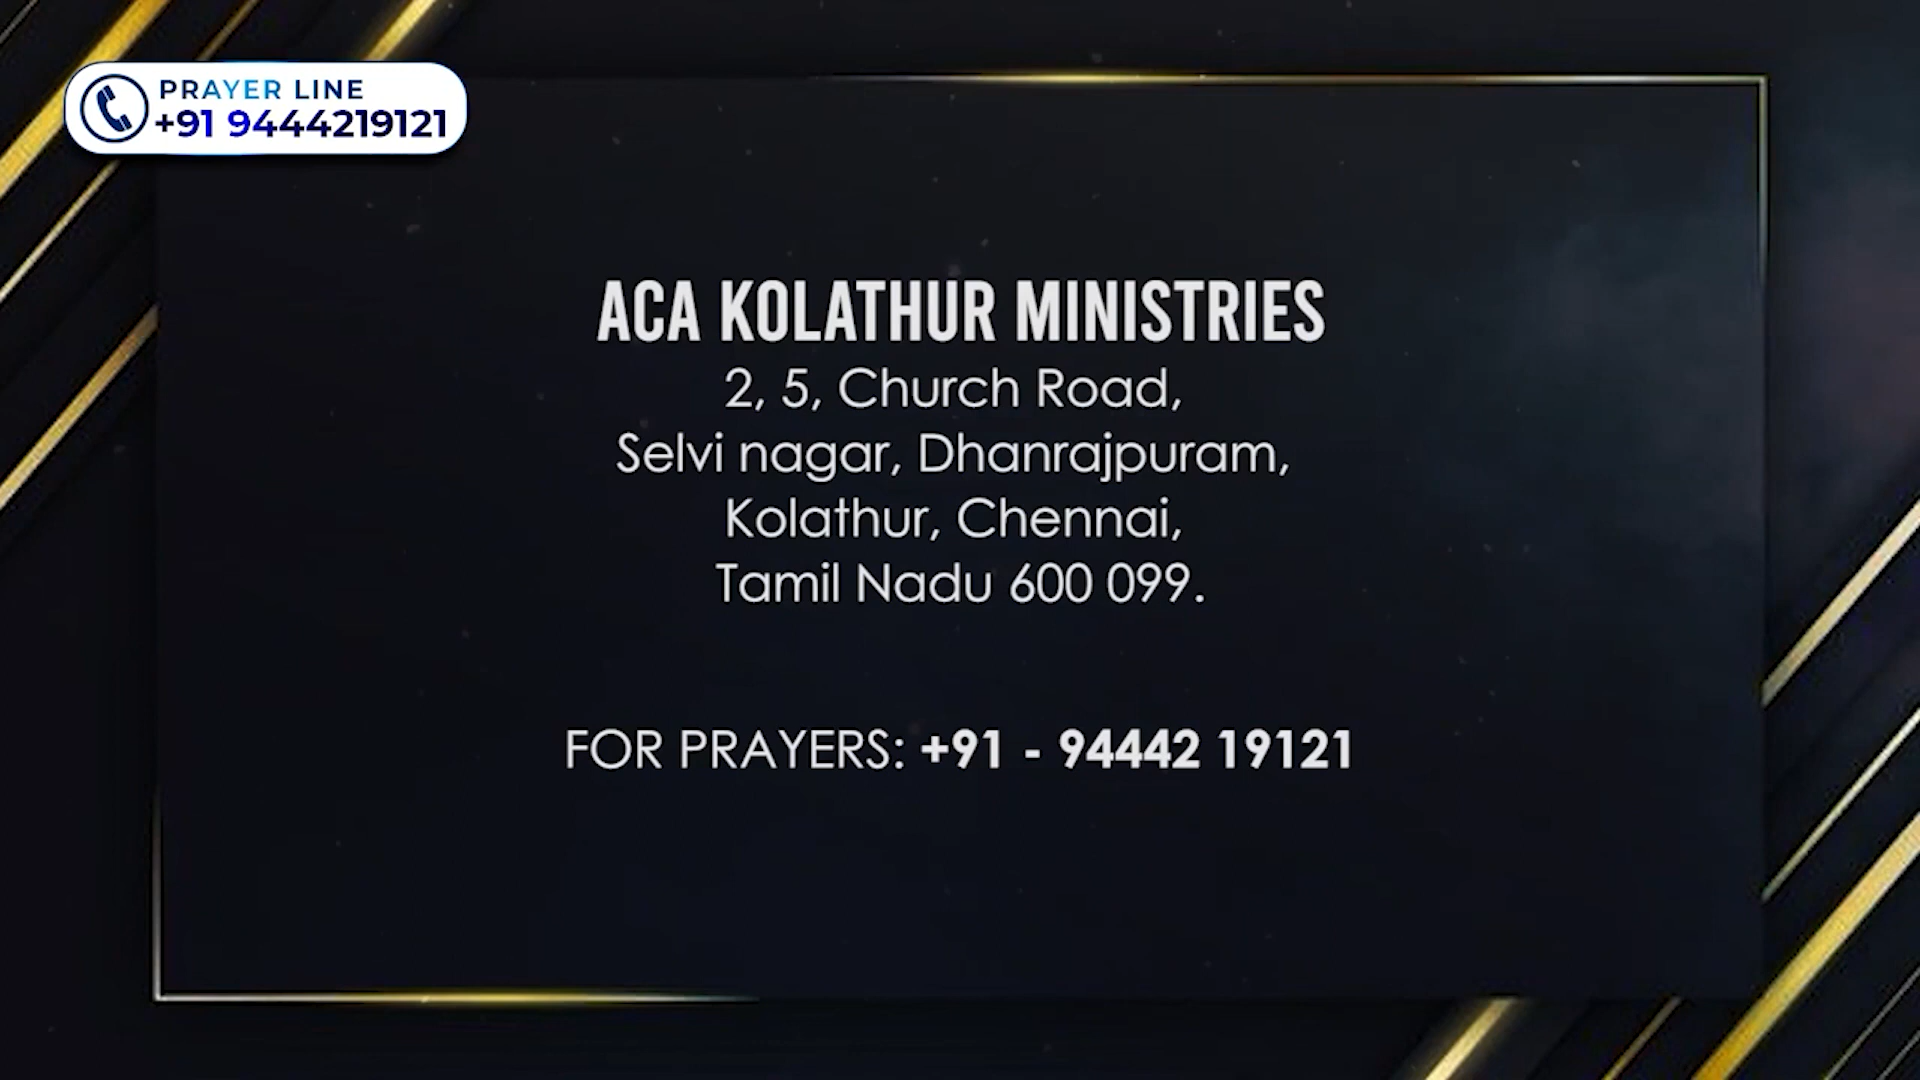 PRAYER LINE
+91 9444219121
ACA KOLATHUR MINISTRIES
2, 5, Church Road,
Selvi nagar, Dhanrajpuram,
Kolathur, Chennai,
Tamil Nadu 600 099.
FOR PRAYERS: +91 - 94442 19121